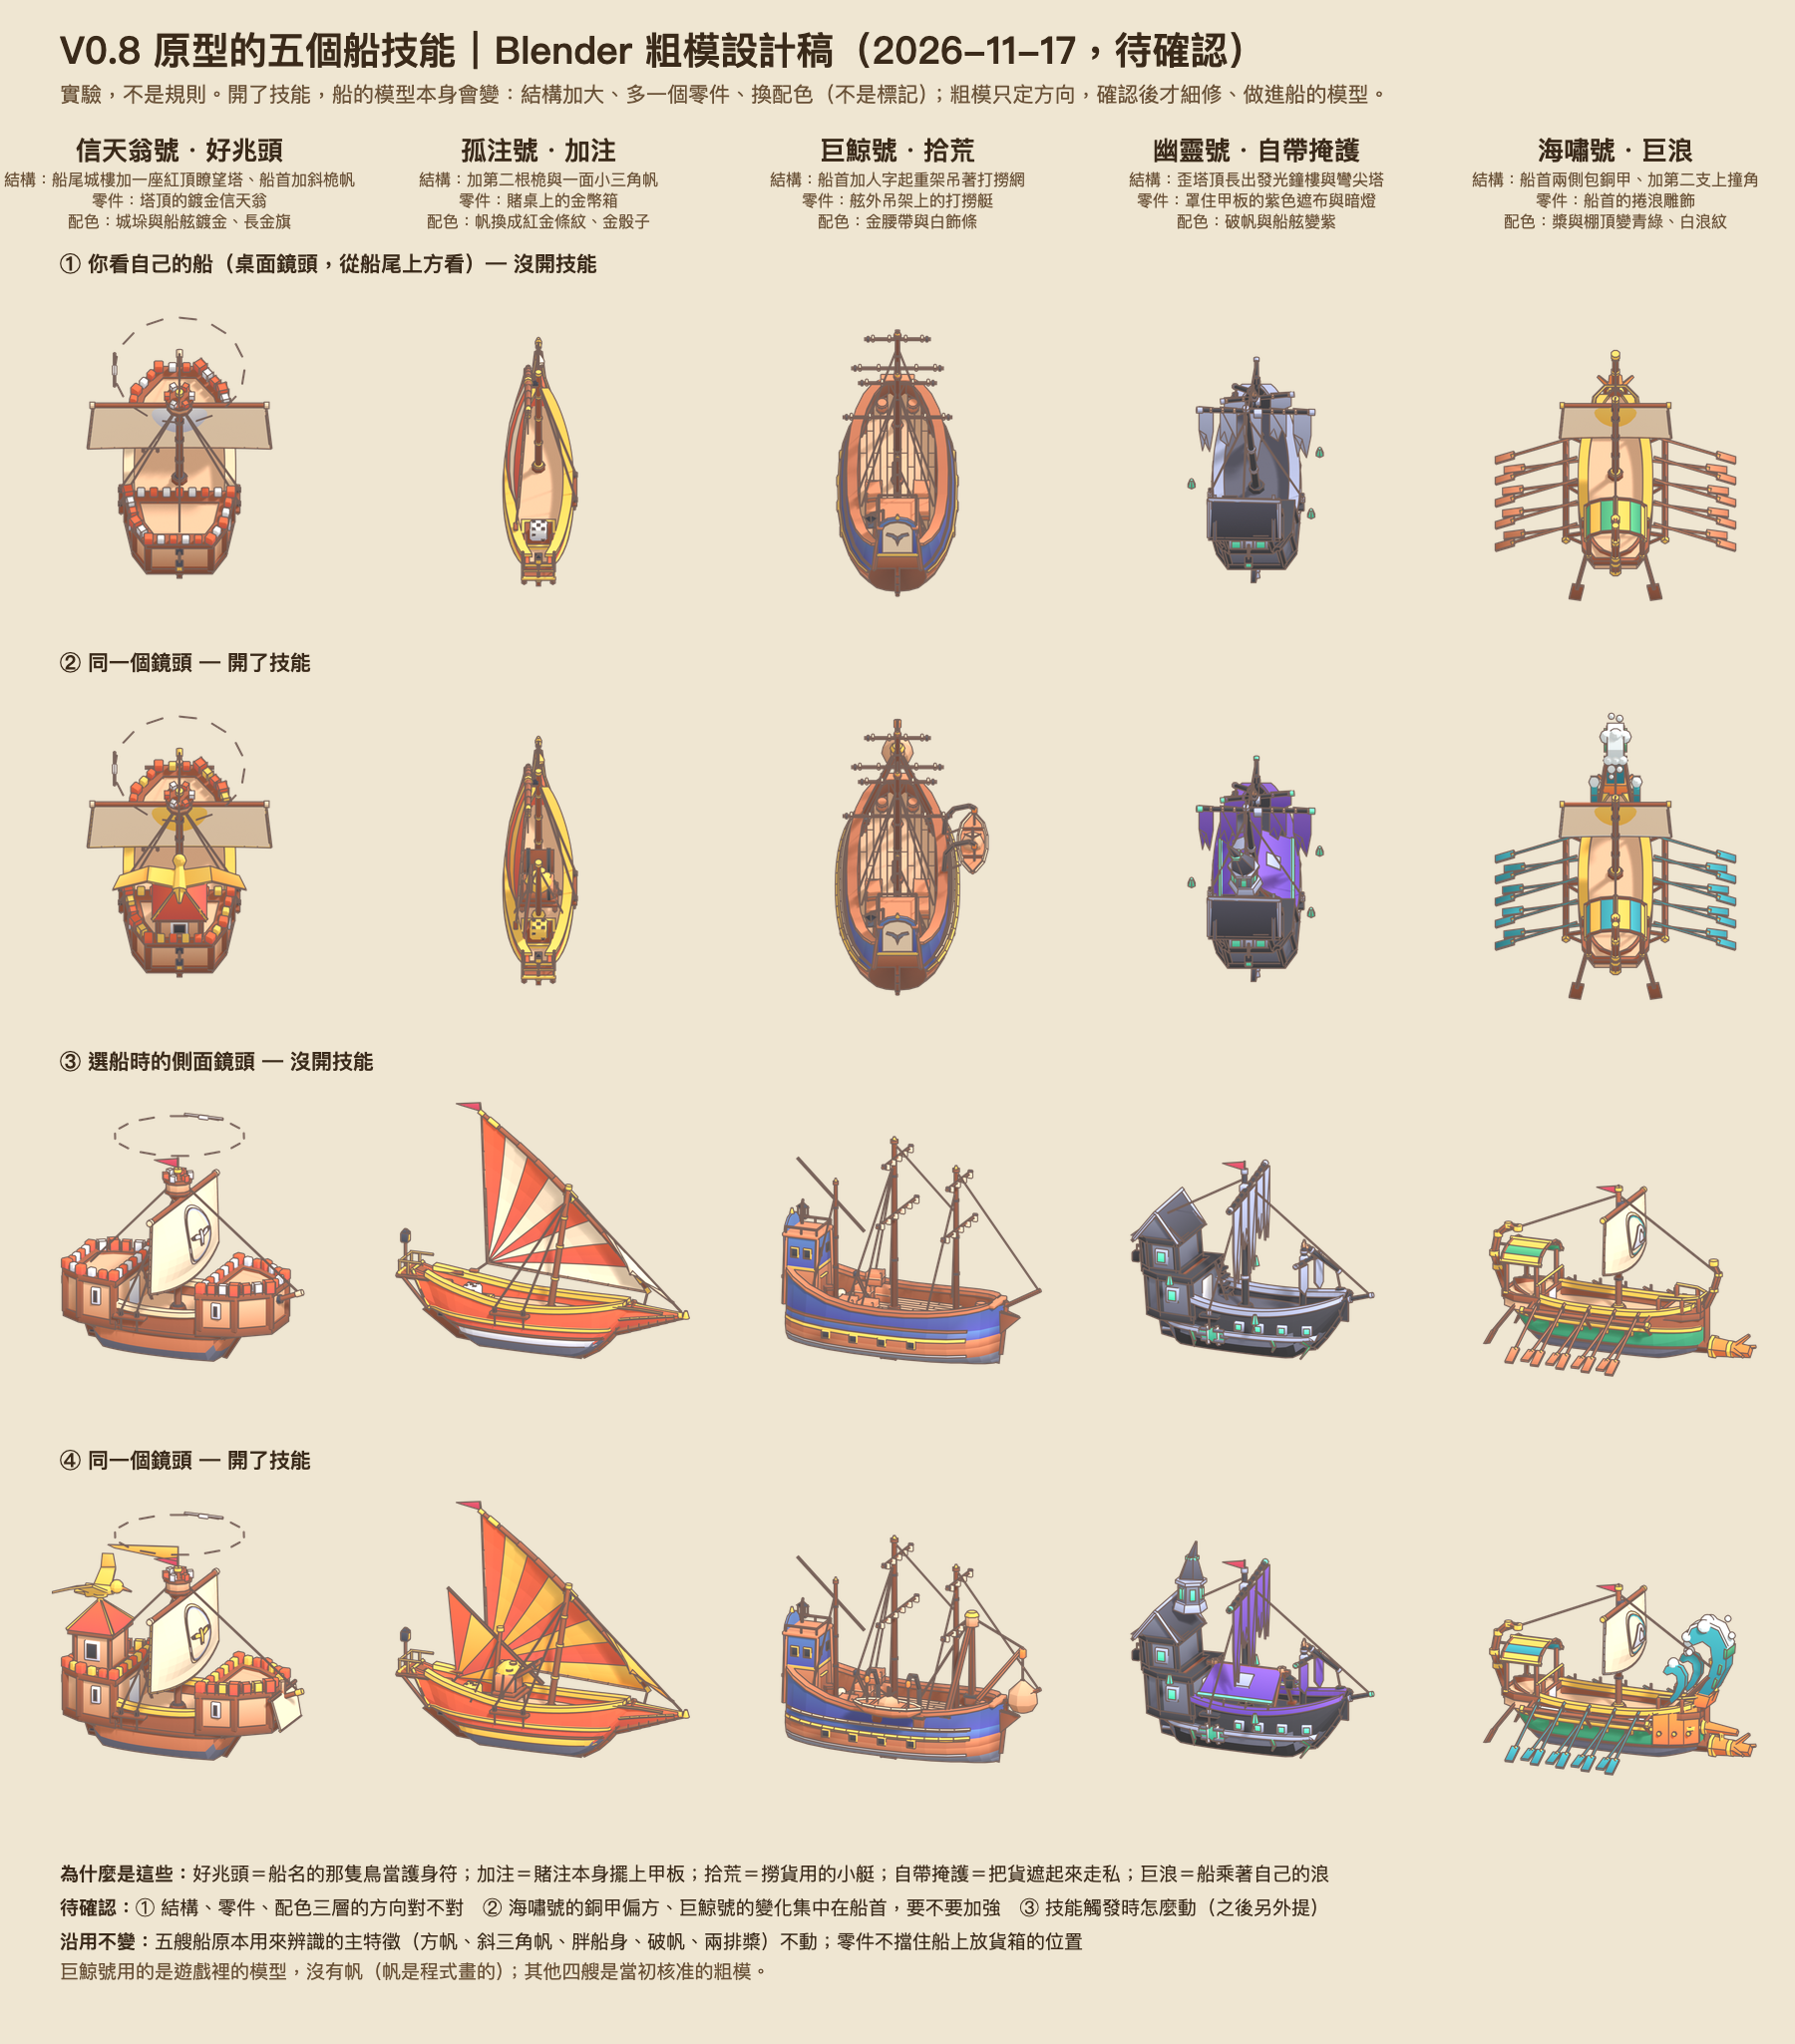 V0.8 原型的五個船技能｜Blender 粗模設計稿（2026–11–17，待確認）
實驗，不是規則。開了技能，船的模型本身會變：結構加大、多一個零件、換配色（不是標記）；粗模只定方向，確認後才細修、做進船的模型。
信天翁號・好兆頭
結構：船尾城樓加一座紅頂瞭望塔、船首加斜桅帆
零件：塔頂的鍍金信天翁
配色：城垛與船舷鍍金、長金旗
孤注號・加注
結構：加第二根桅與一面小三角帆
零件：賭桌上的金幣箱
配色：帆換成紅金條紋、金骰子
巨鯨號・拾荒
結構：船首加人字起重架吊著打撈網
零件：舷外吊架上的打撈艇
配色：金腰帶與白飾條
幽靈號・自帶掩護
結構：歪塔頂長出發光鐘樓與彎尖塔
零件：罩住甲板的紫色遮布與暗燈
配色：破帆與船舷變紫
海嘯號・巨浪
結構：船首兩側包銅甲、加第二支上撞角
零件：船首的捲浪雕飾
配色：槳與棚頂變青綠、白浪紋
① 你看自己的船（桌面鏡頭，從船尾上方看）— 沒開技能
② 同一個鏡頭 — 開了技能
③ 選船時的側面鏡頭 — 沒開技能
④ 同一個鏡頭 — 開了技能
為什麼是這些：好兆頭＝船名的那隻鳥當護身符；加注＝賭注本身擺上甲板；拾荒＝撈貨用的小艇；自帶掩護＝把貨遮起來走私；巨浪＝船乘著自己的浪
待確認：① 結構、零件、配色三層的方向對不對　② 海嘯號的銅甲偏方、巨鯨號的變化集中在船首，要不要加強　③ 技能觸發時怎麼動（之後另外提）
沿用不變：五艘船原本用來辨識的主特徵（方帆、斜三角帆、胖船身、破帆、兩排槳）不動；零件不擋住船上放貨箱的位置
巨鯨號用的是遊戲裡的模型，沒有帆（帆是程式畫的）；其他四艘是當初核准的粗模。